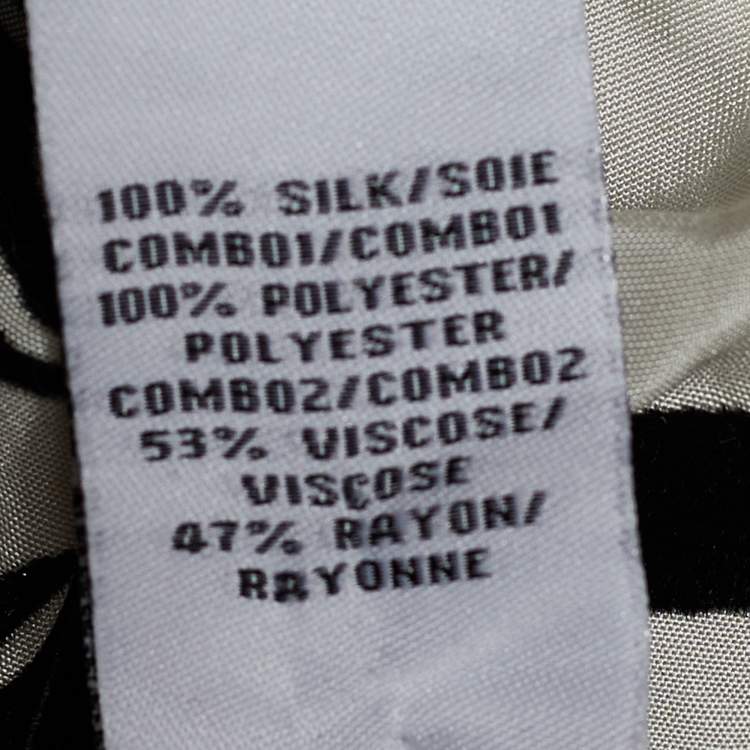 100% SILK/SOIE
COMBO1/COMBO1
100% POLYESTER/
POLYESTER
COMBO2/COMBO2
53% VISCOSE/
VISCOSE
47% RAYON/
RAYONNE